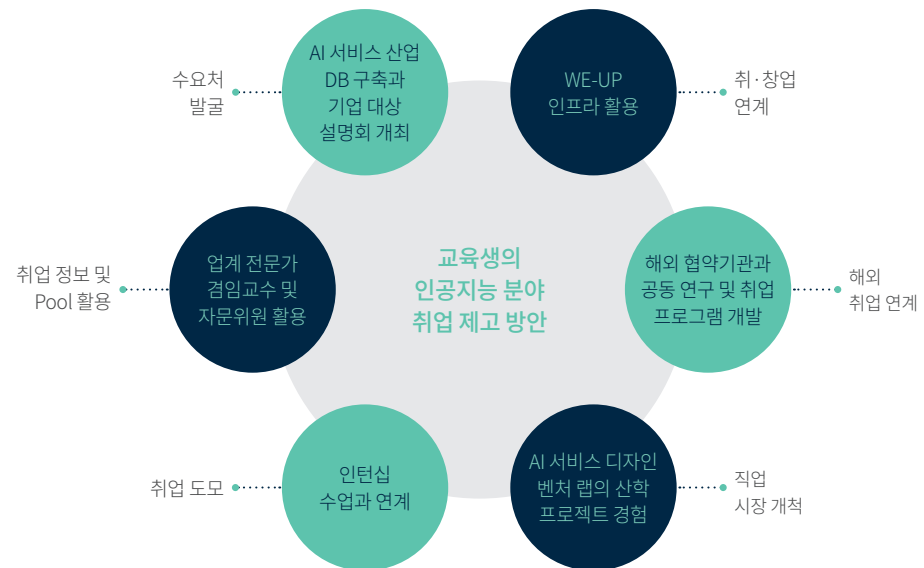 수요처
발굴
AI 서비스 산업
DB 구축과
기업 대상
설명회 개최
WE-UP
인프라 활용
취·창업
연계
취업 정보 및
Pool 활용
업계 전문가
겸임교수 및
자문위원 활용
교육생의
인공지능 분야
취업 제고 방안
해외 협약기관과
공동 연구 및 취업
프로그램 개발
해외
취업 연계
취업 도모
인턴십
수업과 연계
AI 서비스 디자인
벤처 랩의 산학
프로젝트 경험
직업
시장 개척